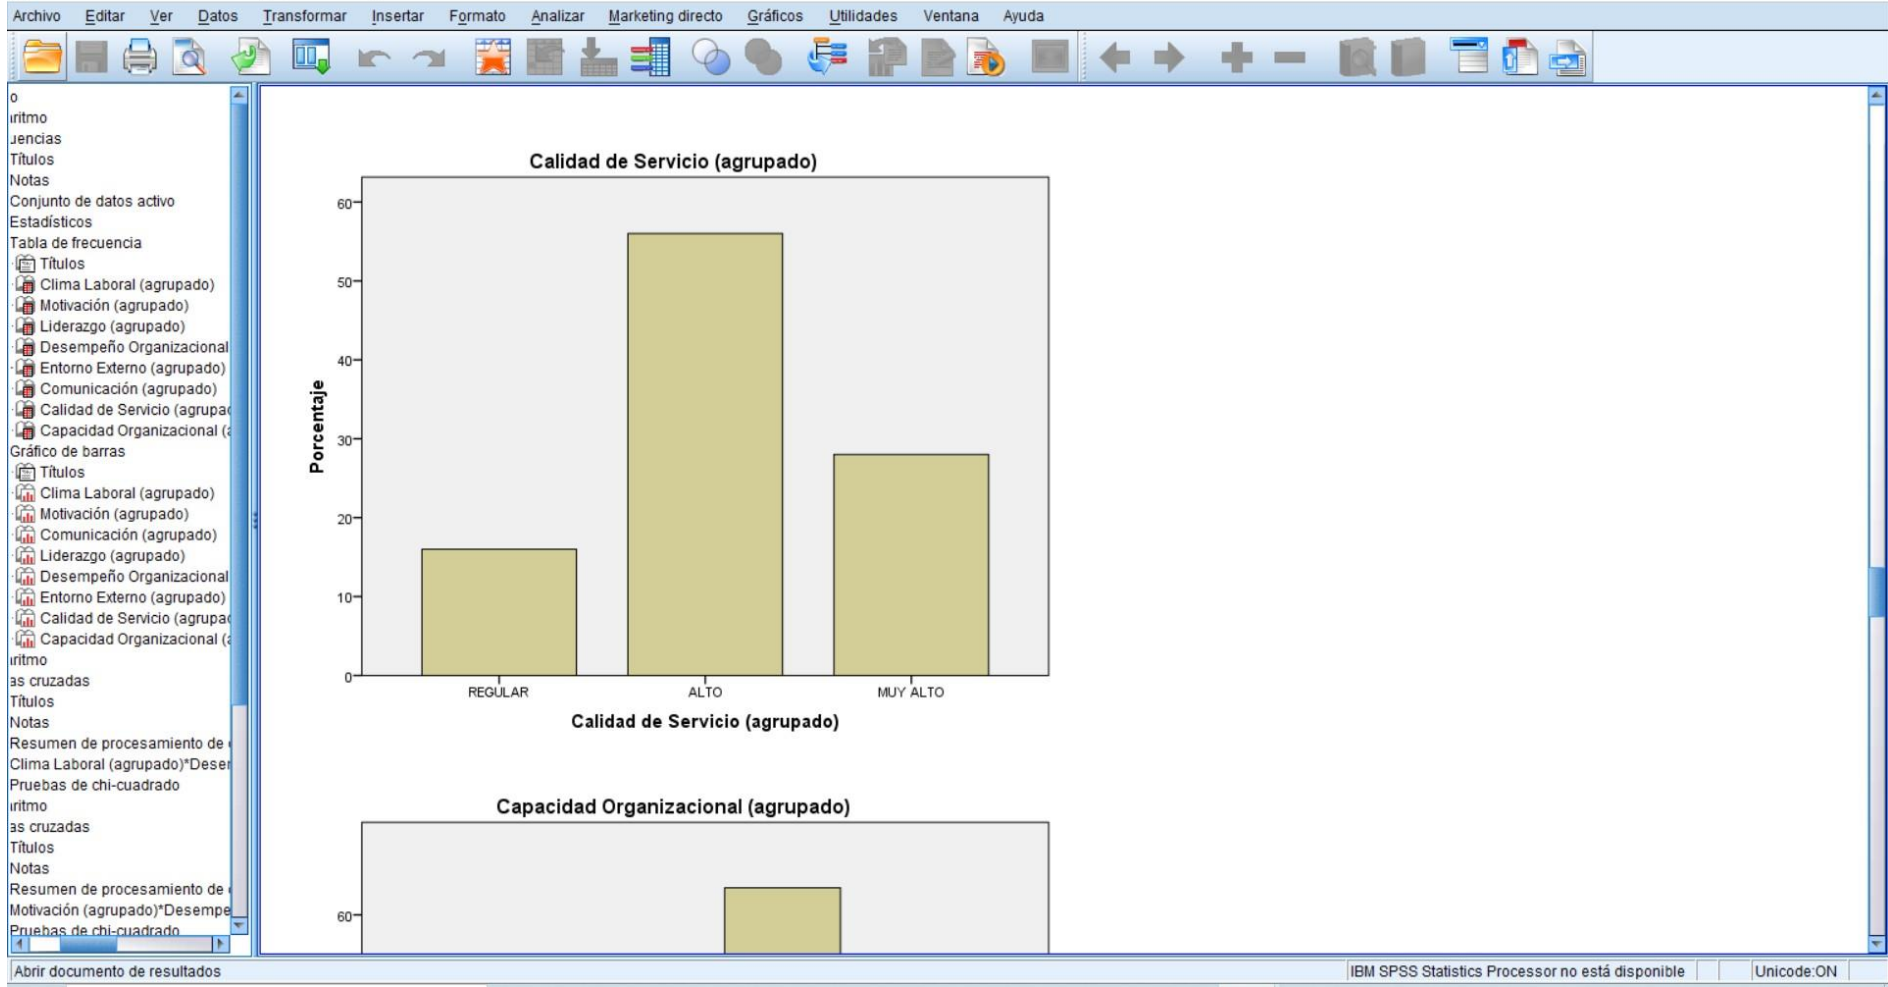 Archivo Editar Ver Datos Transformar Insertar Formato Analizar Marketing directo Gráficos Utilidades Ventana Ayuda
o
ritmo
uencias
Títulos
Notas
Conjunto de datos activo
Estadísticos
Tabla de frecuencia
Títulos
Clima Laboral (agrupado)
Motivación (agrupado)
Liderazgo (agrupado)
Desempeño Organizacional
Entorno Externo (agrupado)
Comunicación (agrupado)
Calidad de Servicio (agrupad
Capacidad Organizacional (a
Gráfico de barras
Títulos
Clima Laboral (agrupado)
Motivación (agrupado)
Comunicación (agrupado)
Liderazgo (agrupado)
Desempeño Organizacional
Entorno Externo (agrupado)
Calidad de Servicio (agrupad
Capacidad Organizacional (a
ritmo
as cruzadas
Títulos
Notas
Resumen de procesamiento de
Clima Laboral (agrupado)*Deser
Pruebas de chi-cuadrado
ritmo
as cruzadas
Títulos
Notas
Resumen de procesamiento de
Motivación (agrupado)*Desempe
Pruebas de chi-cuadrado
Calidad de Servicio (agrupado)
60
50
40
30
20
10
0
Porcentaje
REGULAR ALTO MUY ALTO
Calidad de Servicio (agrupado)
Capacidad Organizacional (agrupado)
60
Abrir documento de resultados IBM SPSS Statistics Processor no está disponible Unicode:ON